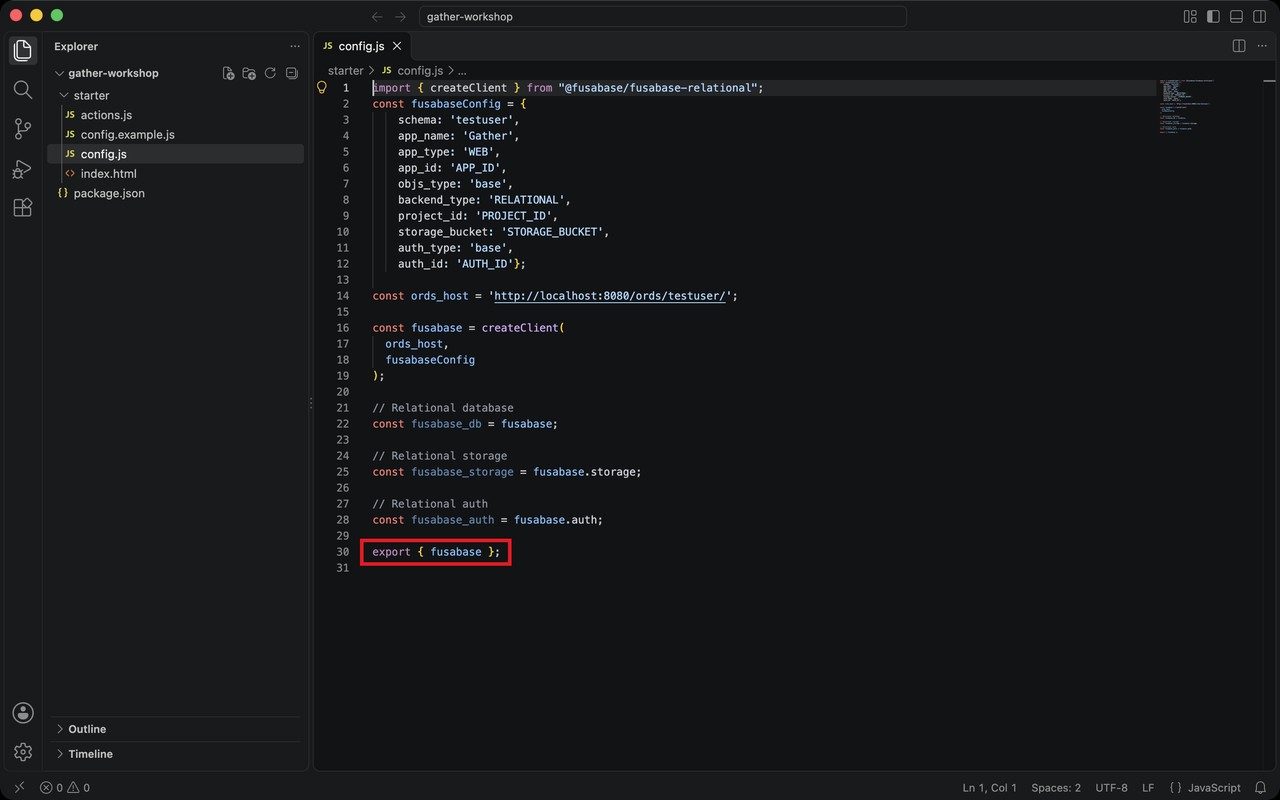 gather-workshop
Explorer
gather-workshop
starter
JS actions.js
JS config.example.js
JS config.js
<> index.html
{} package.json
Outline
Timeline
JS config.js
starter > JS config.js > ...
1 import { createClient } from "@fusabase/fusabase-relational";
2 const fusabaseConfig = {
3 schema: 'testuser',
4 app_name: 'Gather',
5 app_type: 'WEB',
6 app_id: 'APP_ID',
7 objs_type: 'base',
8 backend_type: 'RELATIONAL',
9 project_id: 'PROJECT_ID',
10 storage_bucket: 'STORAGE_BUCKET',
11 auth_type: 'base',
12 auth_id: 'AUTH_ID'};
13
14 const ords_host = 'http://localhost:8080/ords/testuser/';
15
16 const fusabase = createClient(
17 ords_host,
18 fusabaseConfig
19 );
20
21 // Relational database
22 const fusabase_db = fusabase;
23
24 // Relational storage
25 const fusabase_storage = fusabase.storage;
26
27 // Relational auth
28 const fusabase_auth = fusabase.auth;
29
30 export { fusabase };
31
0 0
Ln 1, Col 1 Spaces: 2 UTF-8 LF {} JavaScript